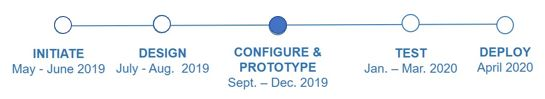 INITIATE
May - June 2019
DESIGN
July - Aug. 2019
CONFIGURE &
PROTOTYPE
Sept. – Dec. 2019
TEST
Jan. – Mar. 2020
DEPLOY
April 2020